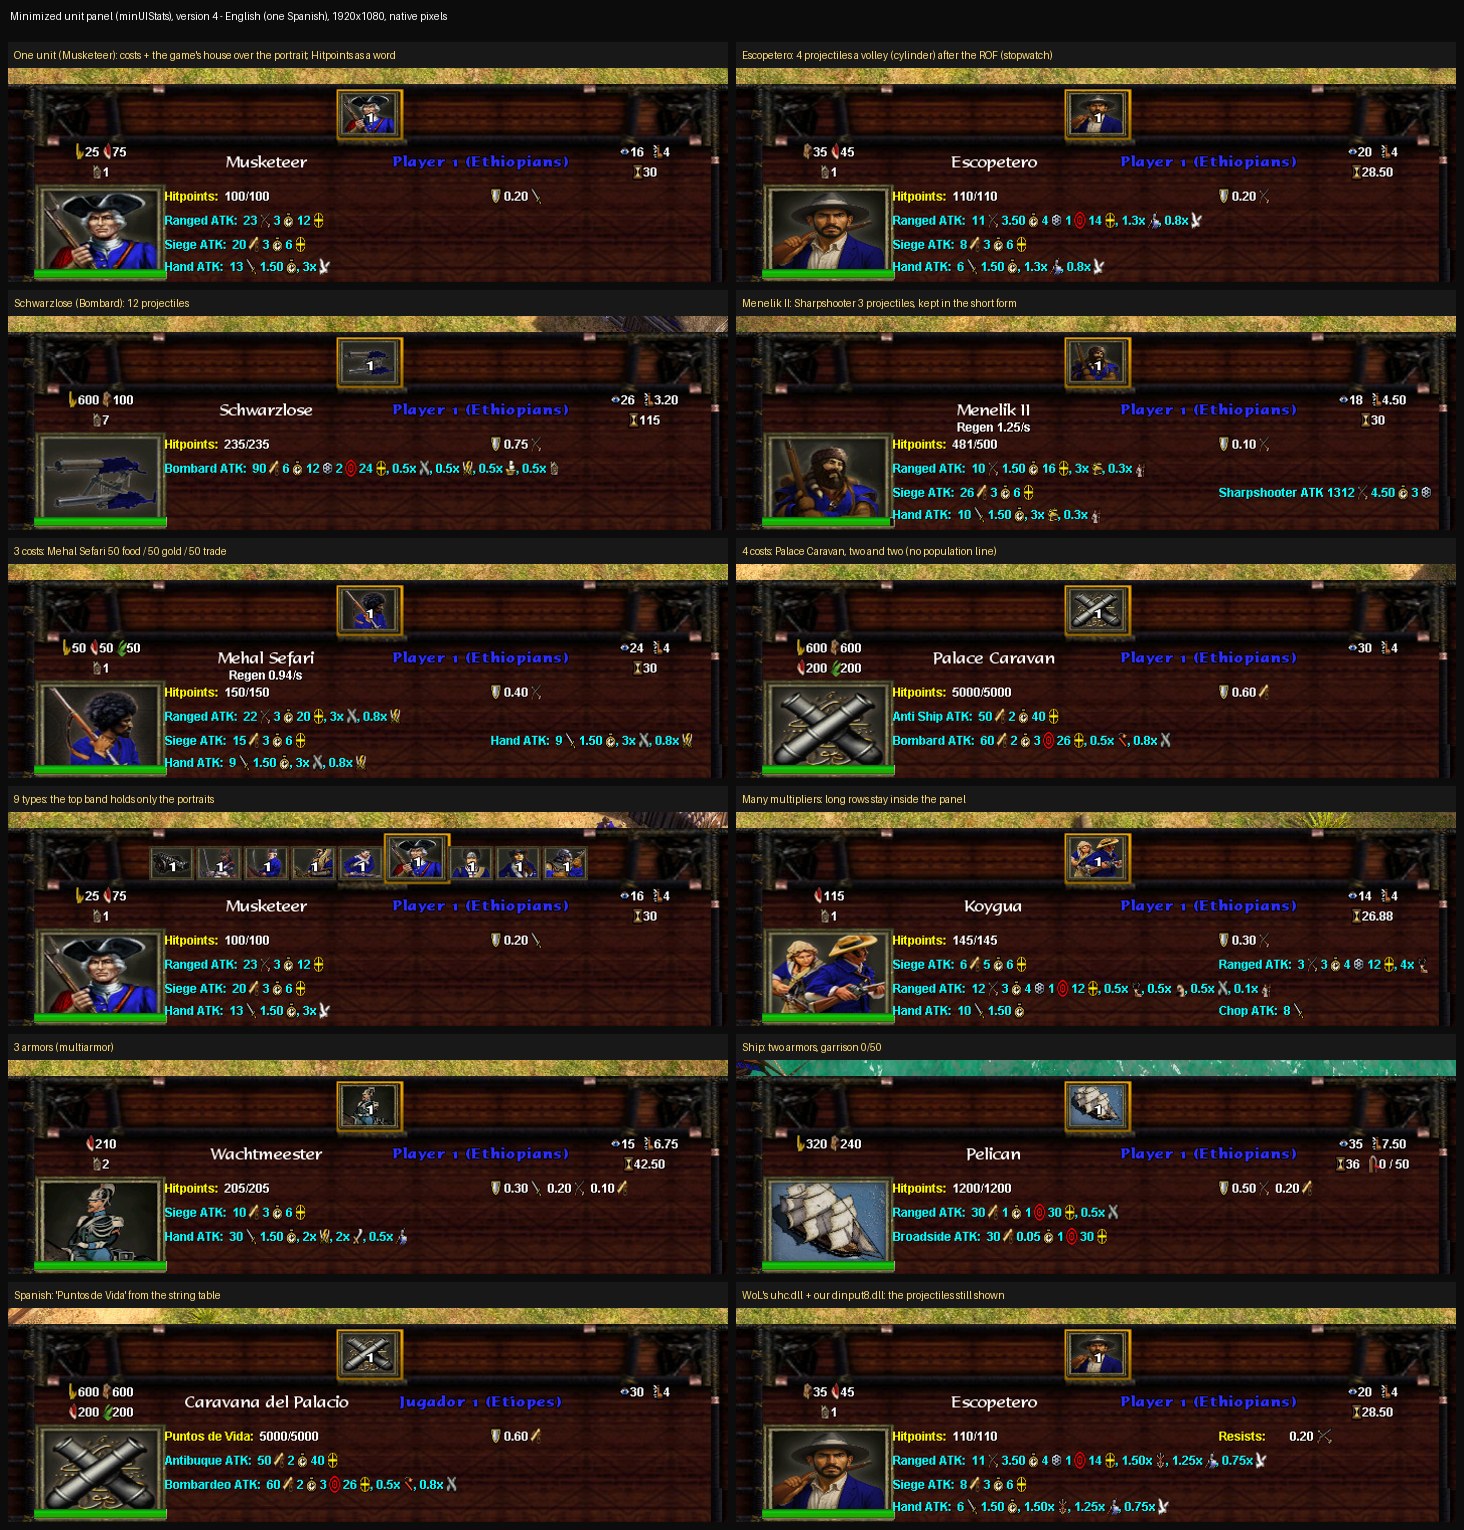 Minimized unit panel (minUIStats), version 4 - English (one Spanish), 1920x1080, native pixels
One unit (Musketeer): costs + the game's house over the portrait; Hitpoints as a word
1
25 75
1
Musketeer
Player 1 (Ethiopians)
16 4
30
Hitpoints: 100/100
0.20
Ranged ATK: 23 3 12
Siege ATK: 20 3 6
Hand ATK: 13 1.50 , 3x
Escopetero: 4 projectiles a volley (cylinder) after the ROF (stopwatch)
1
35 45
1
Escopetero
Player 1 (Ethiopians)
20 4
28.50
Hitpoints: 110/110
0.20
Ranged ATK: 11 3.50 4 1 14 , 1.3x 0.8x
Siege ATK: 8 3 6
Hand ATK: 6 1.50 , 1.3x 0.8x
Schwarzlose (Bombard): 12 projectiles
1
600 100
7
Schwarzlose
Player 1 (Ethiopians)
26 3.20
115
Hitpoints: 235/235
0.75
Bombard ATK: 90 6 12 2 24 , 0.5x , 0.5x , 0.5x , 0.5x
Menelik II: Sharpshooter 3 projectiles, kept in the short form
1
Menelik II
Regen 1.25/s
Player 1 (Ethiopians)
18 4.50
30
Hitpoints: 481/500
0.10
Ranged ATK: 10 1.50 16 , 3x , 0.3x
Siege ATK: 26 3 6
Sharpshooter ATK 1312 4.50 3
Hand ATK: 10 1.50 , 3x , 0.3x
3 costs: Mehal Sefari 50 food / 50 gold / 50 trade
1
50 50 50
1
Mehal Sefari
Regen 0.94/s
Player 1 (Ethiopians)
24 4
30
Hitpoints: 150/150
0.40
Ranged ATK: 22 3 20 , 3x , 0.8x
Siege ATK: 15 3 6
Hand ATK: 9 1.50 , 3x , 0.8x
Hand ATK: 9 1.50 , 3x , 0.8x
4 costs: Palace Caravan, two and two (no population line)
1
600 600
200 200
Palace Caravan
Player 1 (Ethiopians)
30 4
Hitpoints: 5000/5000
0.60
Anti Ship ATK: 50 2 40
Bombard ATK: 60 2 3 26 , 0.5x , 0.8x
9 types: the top band holds only the portraits
1 1 1 1 1 1 1 1 1
25 75
1
Musketeer
Player 1 (Ethiopians)
16 4
30
Hitpoints: 100/100
0.20
Ranged ATK: 23 3 12
Siege ATK: 20 3 6
Hand ATK: 13 1.50 , 3x
Many multipliers: long rows stay inside the panel
1
115
1
Koygua
Player 1 (Ethiopians)
14 4
26.88
Hitpoints: 145/145
0.30
Siege ATK: 6 5 6
Ranged ATK: 3 3 4 12 , 4x
Ranged ATK: 12 3 4 1 12 , 0.5x , 0.5x , 0.5x , 0.1x
Hand ATK: 10 1.50
Chop ATK: 8
3 armors (multiarmor)
1
210
2
Wachtmeester
Player 1 (Ethiopians)
15 6.75
42.50
Hitpoints: 205/205
0.30 0.20 0.10
Siege ATK: 10 3 6
Hand ATK: 30 1.50 , 2x , 2x , 0.5x
Ship: two armors, garrison 0/50
1
320 240
Pelican
Player 1 (Ethiopians)
35 7.50
36 0 / 50
Hitpoints: 1200/1200
0.50 0.20
Ranged ATK: 30 1 1 30 , 0.5x
Broadside ATK: 30 0.05 1 30
Spanish: 'Puntos de Vida' from the string table
1
600 600
200 200
Caravana del Palacio
Jugador 1 (Etiopes)
30 4
Puntos de Vida: 5000/5000
0.60
Antibuque ATK: 50 2 40
Bombardeo ATK: 60 2 3 26 , 0.5x , 0.8x
WoL's uhc.dll + our dinput8.dll: the projectiles still shown
1
35 45
1
Escopetero
Player 1 (Ethiopians)
20 4
28.50
Hitpoints: 110/110
Resists: 0.20
Ranged ATK: 11 3.50 4 1 14 , 1.50x , 1.25x , 0.75x
Siege ATK: 8 3 6
Hand ATK: 6 1.50 , 1.50x , 1.25x , 0.75x